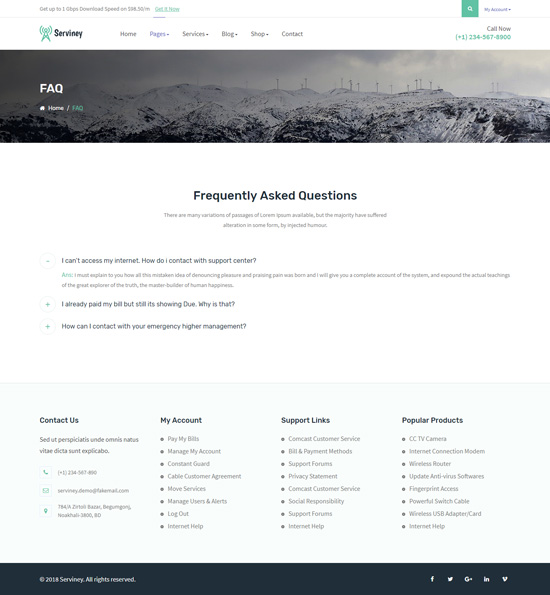 Get up to 1 Gbps Download Speed on $98.50/m Get It Now
My Account
Serviney
Home Pages Services Blog Shop Contact
Call Now
(+1) 234-567-8900
FAQ
Home / FAQ
Frequently Asked Questions
There are many variations of passages of Lorem ipsum available, but the majority have suffered
alteration in some form, by injected humour.
- I can't access my internet. How do i contact with support center?
Ans: I must explain to you how all this mistaken idea of denouncing pleasure and praising pain was born and I will give you a complete account of the system, and expound the actual teachings
of the great explorer of the truth, the master-builder of human happiness.
+ I already paid my bill but still its showing Due. Why is that?
+ How can I contact with your emergency higher management?
Contact Us
Sed ut perspiciatis unde omnis natus
vitae dicta sunt explicabo.
(+1) 234-567-890
serviney.demo@fakemail.com
794/A Zirtoli Bazar, Begumgonj,
Noakhali-3800, BD
My Account
Pay My Bills
Manage My Account
Constant Guard
Cable Customer Agreement
Move Services
Manage Users & Alerts
Log Out
Internet Help
Support Links
Comcast Customer Service
Bill & Payment Methods
Support Forums
Privacy Statement
Comcast Customer Service
Social Responsibility
Support Forums
Internet Help
Popular Products
CC TV Camera
Internet Connection Modem
Wireless Router
Update Anti-virus Softwares
Fingerprint Access
Powerful Switch Cable
Wireless USB Adapter/Card
Internet Help
© 2018 Serviney. All rights reserved.